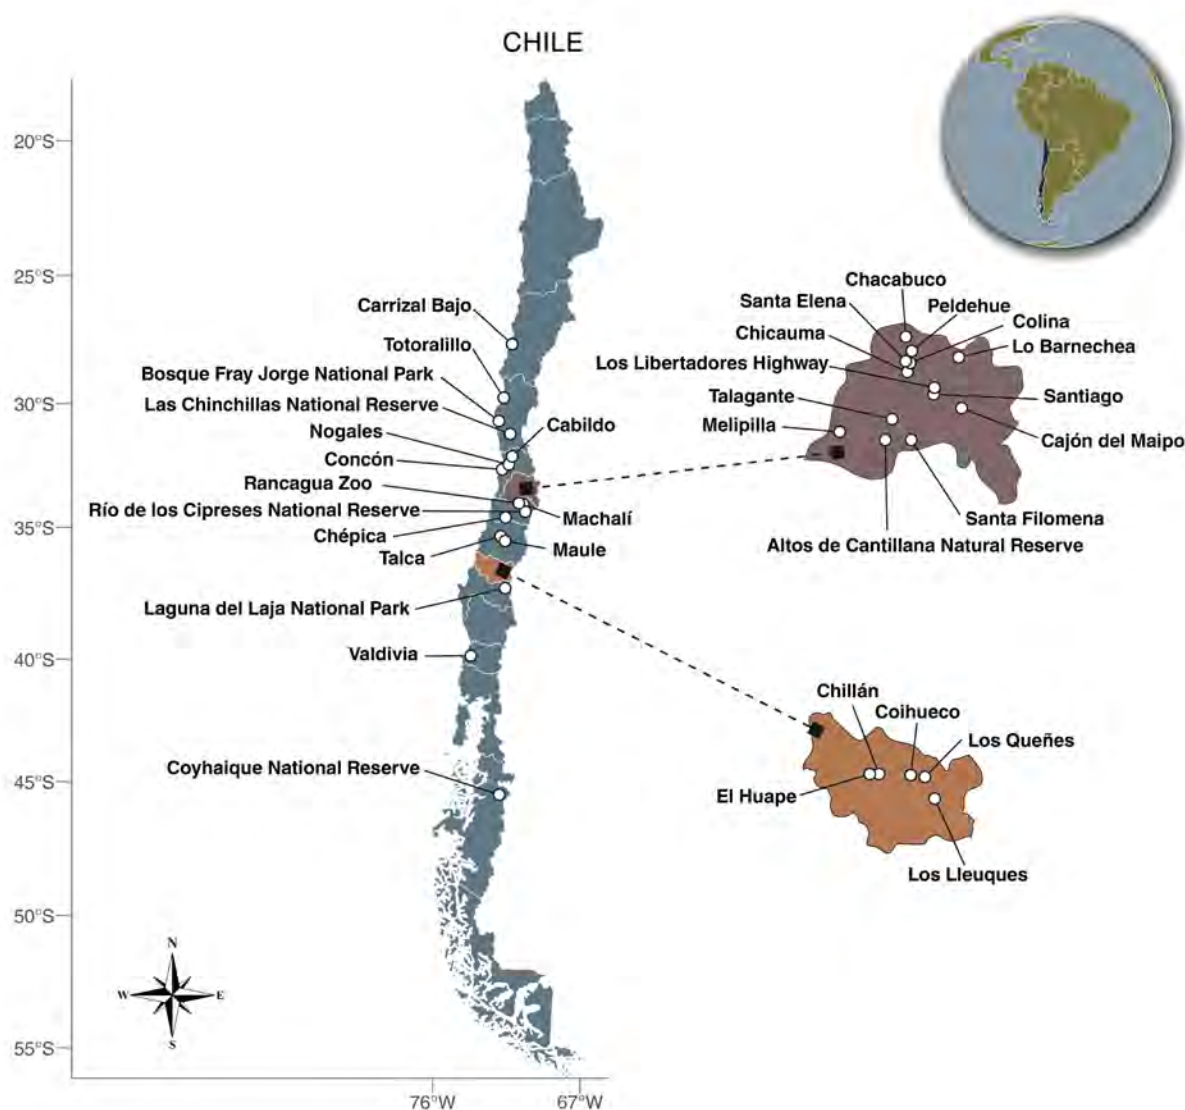 CHILE
20°S
25°S
30°S
35°S
40°S
45°S
50°S
55°S
76°W
67°W
Carrizal Bajo
Totoralillo
Bosque Fray Jorge National Park
Las Chinchillas National Reserve
Nogales
Cabildo
Concón
Rancagua Zoo
Río de los Cipreses National Reserve
Machalí
Chépica
Talca
Maule
Laguna del Laja National Park
Valdivia
Coyhaique National Reserve
Chacabuco
Santa Elena
Peldehue
Chicauma
Colina
Lo Barnechea
Los Libertadores Highway
Talagante
Santiago
Melipilla
Cajón del Maipo
Santa Filomena
Altos de Cantillana Natural Reserve
Chillán
Coihueco
Los Queñes
El Huape
Los Lleuques
N
W
E
S